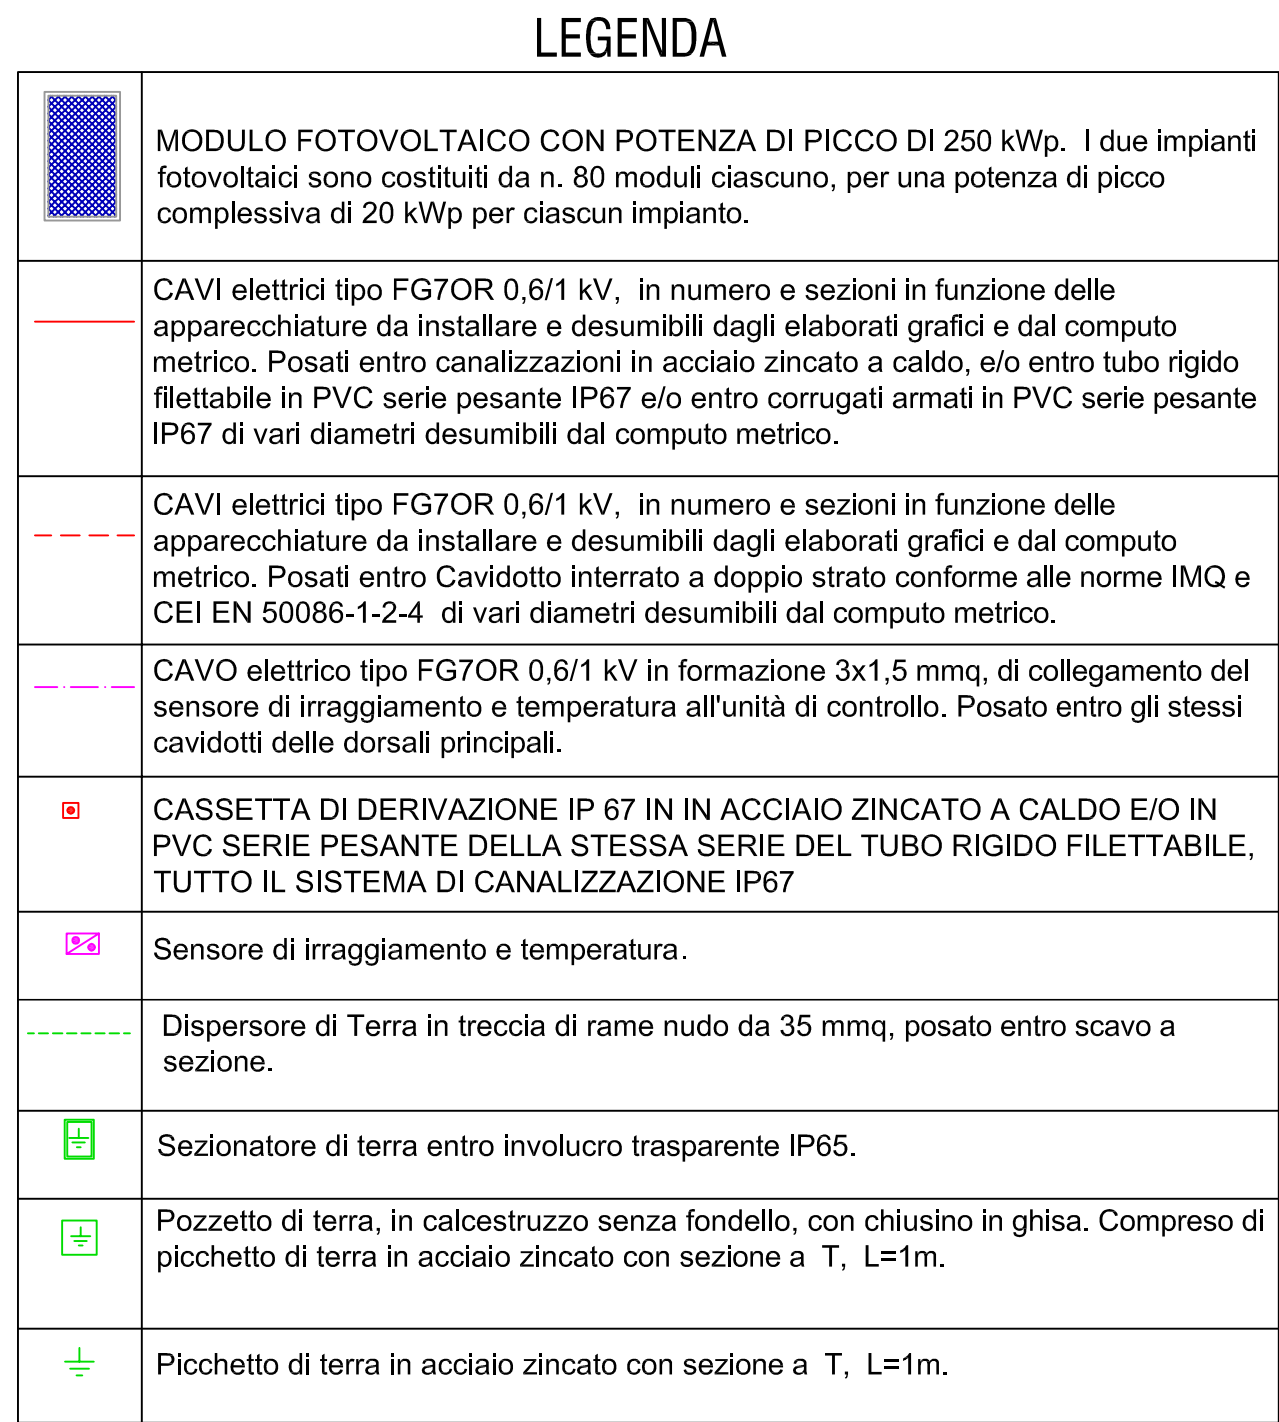 LEGENDA
MODULO FOTOVOLTAICO CON POTENZA DI PICCO DI 250 kWp. I due impianti
fotovoltaici sono costituiti da n. 80 moduli ciascuno, per una potenza di picco
complessiva di 20 kWp per ciascun impianto.
CAVI elettrici tipo FG7OR 0,6/1 kV, in numero e sezioni in funzione delle
apparecchiature da installare e desumibili dagli elaborati grafici e dal computo
metrico. Posati entro canalizzazioni in acciaio zincato a caldo, e/o entro tubo rigido
filettabile in PVC serie pesante IP67 e/o entro corrugati armati in PVC serie pesante
IP67 di vari diametri desumibili dal computo metrico.
CAVI elettrici tipo FG7OR 0,6/1 kV, in numero e sezioni in funzione delle
apparecchiature da installare e desumibili dagli elaborati grafici e dal computo
metrico. Posati entro Cavidotto interrato a doppio strato conforme alle norme IMQ e
CEI EN 50086-1-2-4 di vari diametri desumibili dal computo metrico.
CAVO elettrico tipo FG7OR 0,6/1 kV in formazione 3x1,5 mmq, di collegamento del
sensore di irraggiamento e temperatura all'unità di controllo. Posato entro gli stessi
cavidotti delle dorsali principali.
CASSETTA DI DERIVAZIONE IP 67 IN IN ACCIAIO ZINCATO A CALDO E/O IN
PVC SERIE PESANTE DELLA STESSA SERIE DEL TUBO RIGIDO FILETTABILE,
TUTTO IL SISTEMA DI CANALIZZAZIONE IP67
Sensore di irraggiamento e temperatura.
Dispersore di Terra in treccia di rame nudo da 35 mmq, posato entro scavo a
sezione.
Sezionatore di terra entro involucro trasparente IP65.
Pozzetto di terra, in calcestruzzo senza fondello, con chiusino in ghisa. Compreso di
picchetto di terra in acciaio zincato con sezione a T, L=1m.
Picchetto di terra in acciaio zincato con sezione a T, L=1m.